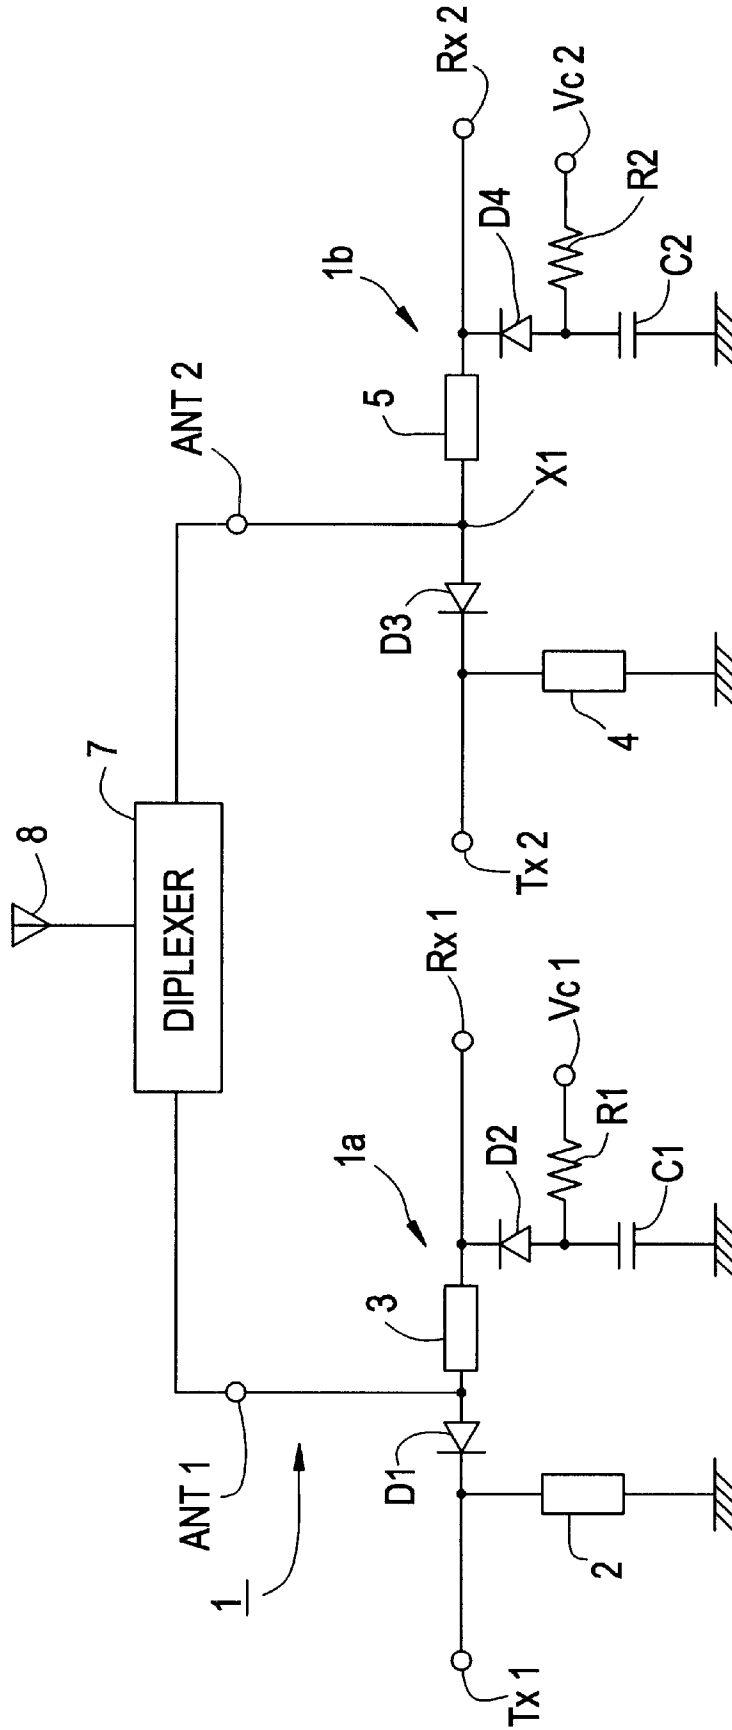 8
7
DIPLEXER
ANT 1
ANT 2
1
1a
1b
Tx 1
D1
2
3
D2
Rx 1
Vc 1
R1
C1
Tx 2
D3
4
X1
5
D4
Rx 2
Vc 2
R2
C2